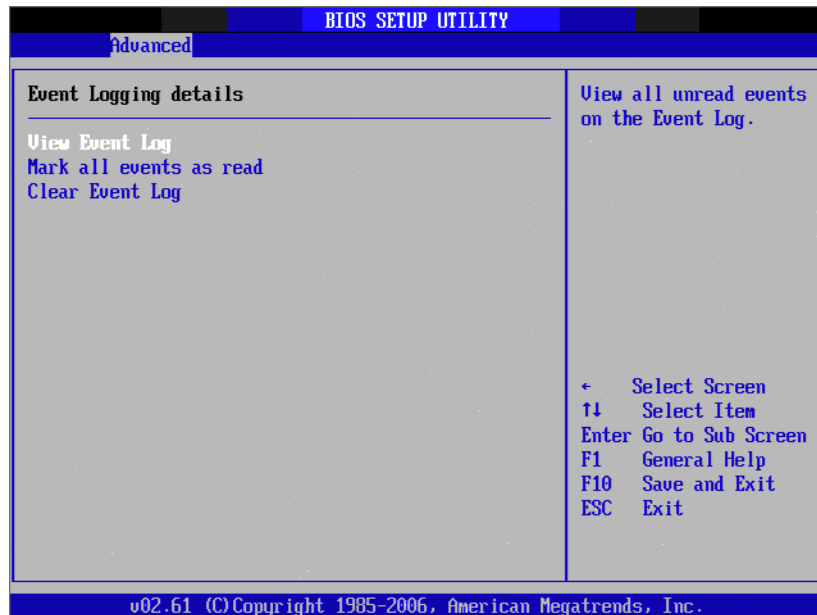 BIOS SETUP UTILITY
Advanced
Event Logging details
View Event Log
Mark all events as read
Clear Event Log
View all unread events
on the Event Log.
← Select Screen
↑↓ Select Item
Enter Go to Sub Screen
F1 General Help
F10 Save and Exit
ESC Exit
v02.61 (C)Copyright 1985-2006, American Megatrends, Inc.